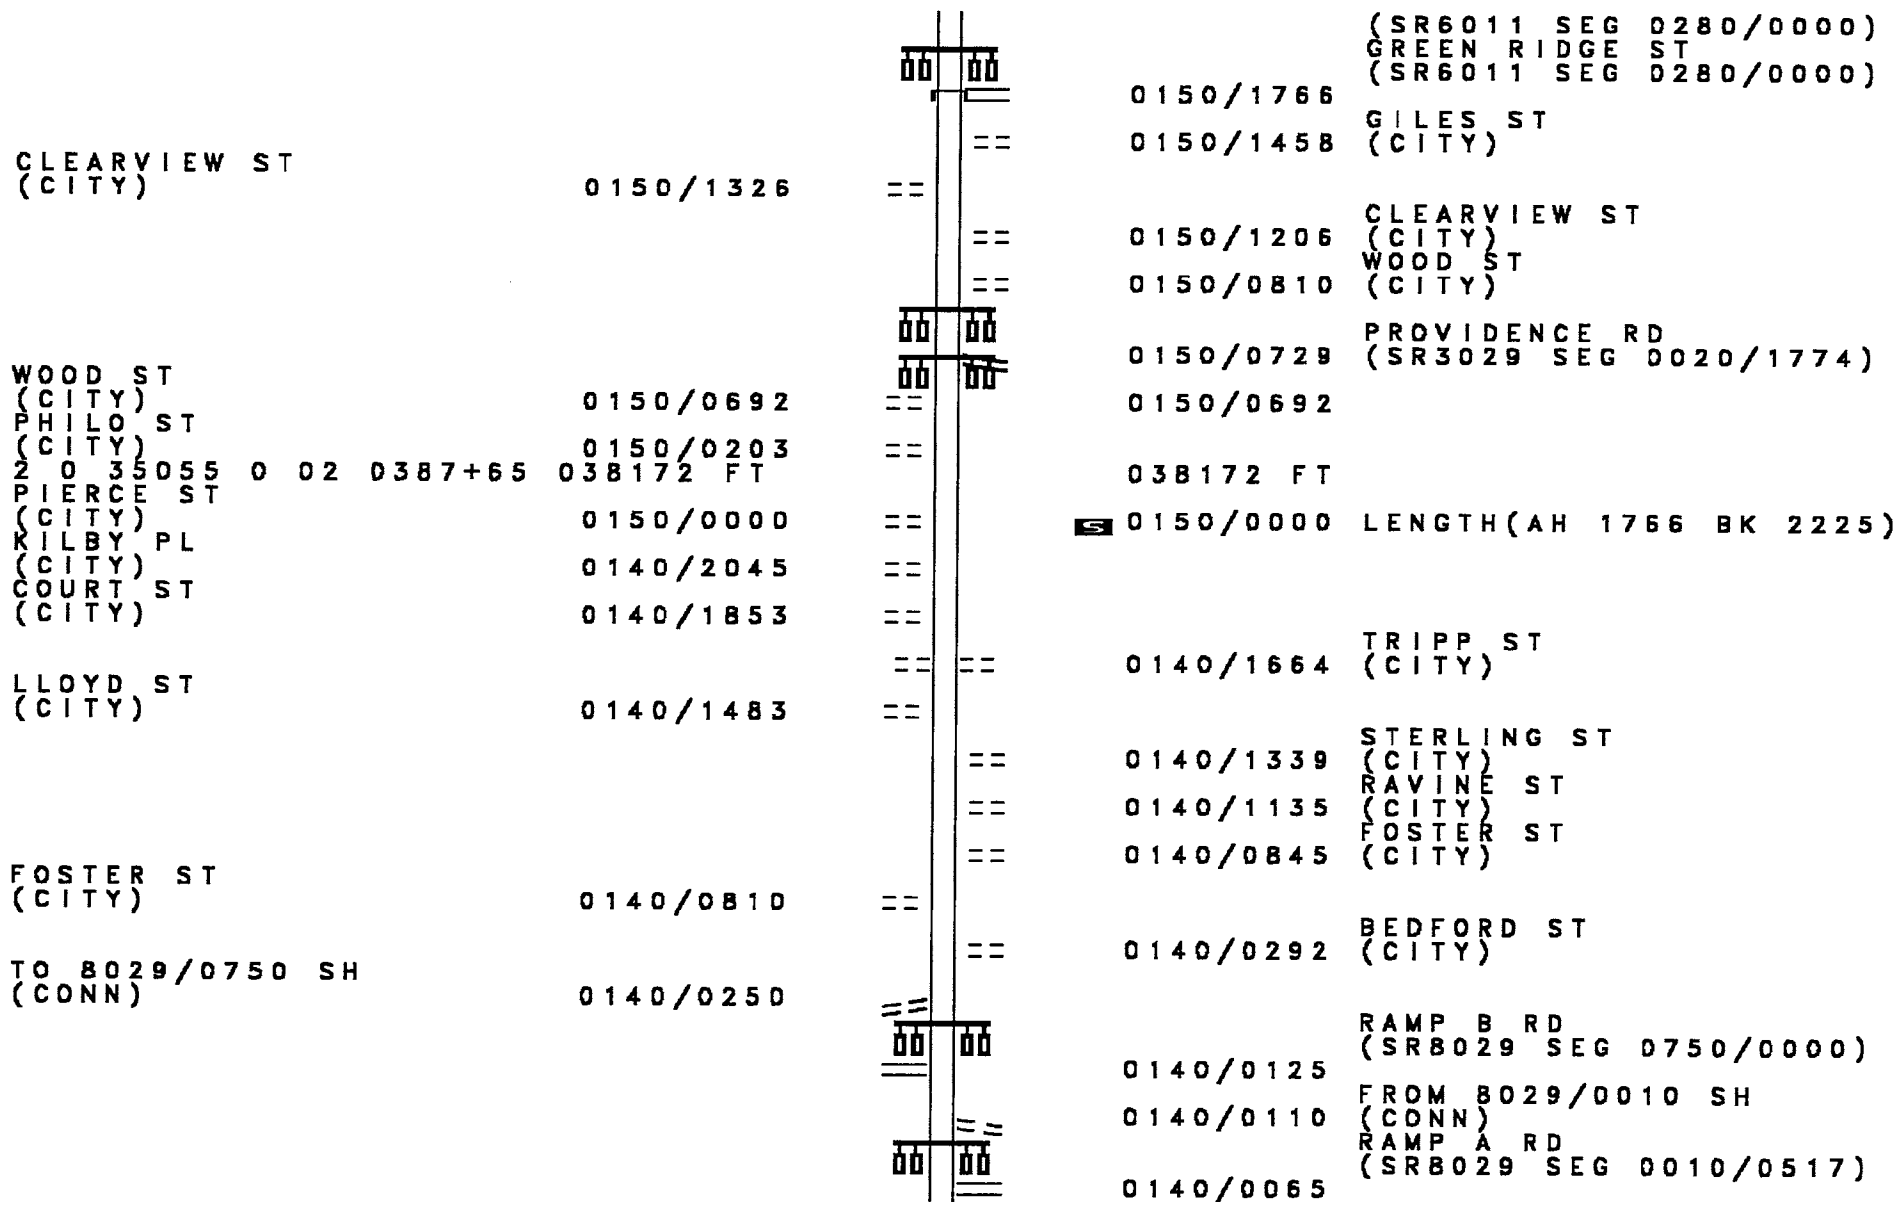 (SR6011 SEG 0280/0000)
GREEN RIDGE ST
(SR6011 SEG 0280/0000)
0150/1766
GILES ST
0150/1458 (CITY)
CLEARVIEW ST
(CITY) 0150/1326
CLEARVIEW ST
0150/1206 (CITY)
WOOD ST
0150/0810 (CITY)
PROVIDENCE RD
0150/0729 (SR3029 SEG 0020/1774)
WOOD ST
(CITY) 0150/0692 0150/0692
PHILO ST
(CITY) 0150/0203
2 0 35055 0 02 0387+65 038172 FT 038172 FT
PIERCE ST
(CITY) 0150/0000 S 0150/0000 LENGTH(AH 1766 BK 2225)
KILBY PL
(CITY) 0140/2045
COURT ST
(CITY) 0140/1853
TRIPP ST
0140/1664 (CITY)
LLOYD ST
(CITY) 0140/1483
STERLING ST
0140/1339 (CITY)
RAVINE ST
0140/1135 (CITY)
FOSTER ST
0140/0845 (CITY)
FOSTER ST
(CITY) 0140/0810
BEDFORD ST
0140/0292 (CITY)
TO 8029/0750 SH
(CONN) 0140/0250
RAMP B RD
(SR8029 SEG 0750/0000)
0140/0125
FROM 8029/0010 SH
0140/0110 (CONN)
RAMP A RD
(SR8029 SEG 0010/0517)
0140/0065